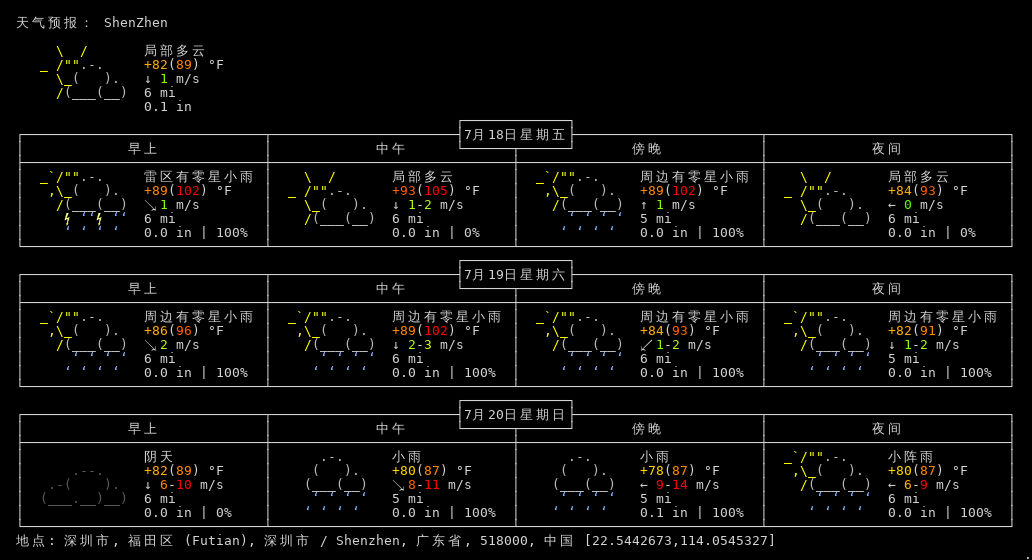 天气预报： ShenZhen
局部多云
+82(89) °F
↓ 1 m/s
6 mi
0.1 in
7月18日星期五
早上 中午 傍晚 夜间
雷区有零星小雨 局部多云 周边有零星小雨 局部多云
+89(102) °F +93(105) °F +89(102) °F +84(93) °F
↘ 1 m/s ↓ 1-2 m/s ↑ 1 m/s ← 0 m/s
6 mi 6 mi 5 mi 6 mi
0.0 in | 100% 0.0 in | 0% 0.0 in | 100% 0.0 in | 0%
7月19日星期六
早上 中午 傍晚 夜间
周边有零星小雨 周边有零星小雨 周边有零星小雨 周边有零星小雨
+86(96) °F +89(102) °F +84(93) °F +82(91) °F
↘ 2 m/s ↓ 2-3 m/s ↙ 1-2 m/s ↓ 1-2 m/s
6 mi 6 mi 6 mi 5 mi
0.0 in | 100% 0.0 in | 100% 0.0 in | 100% 0.0 in | 100%
7月20日星期日
早上 中午 傍晚 夜间
阴天 小雨 小雨 小阵雨
+82(89) °F +80(87) °F +78(87) °F +80(87) °F
↓ 6-10 m/s ↘ 8-11 m/s ← 9-14 m/s ← 6-9 m/s
6 mi 5 mi 5 mi 6 mi
0.0 in | 0% 0.0 in | 100% 0.1 in | 100% 0.0 in | 100%
地点: 深圳市, 福田区 (Futian), 深圳市 / Shenzhen, 广东省, 518000, 中国 [22.5442673,114.0545327]